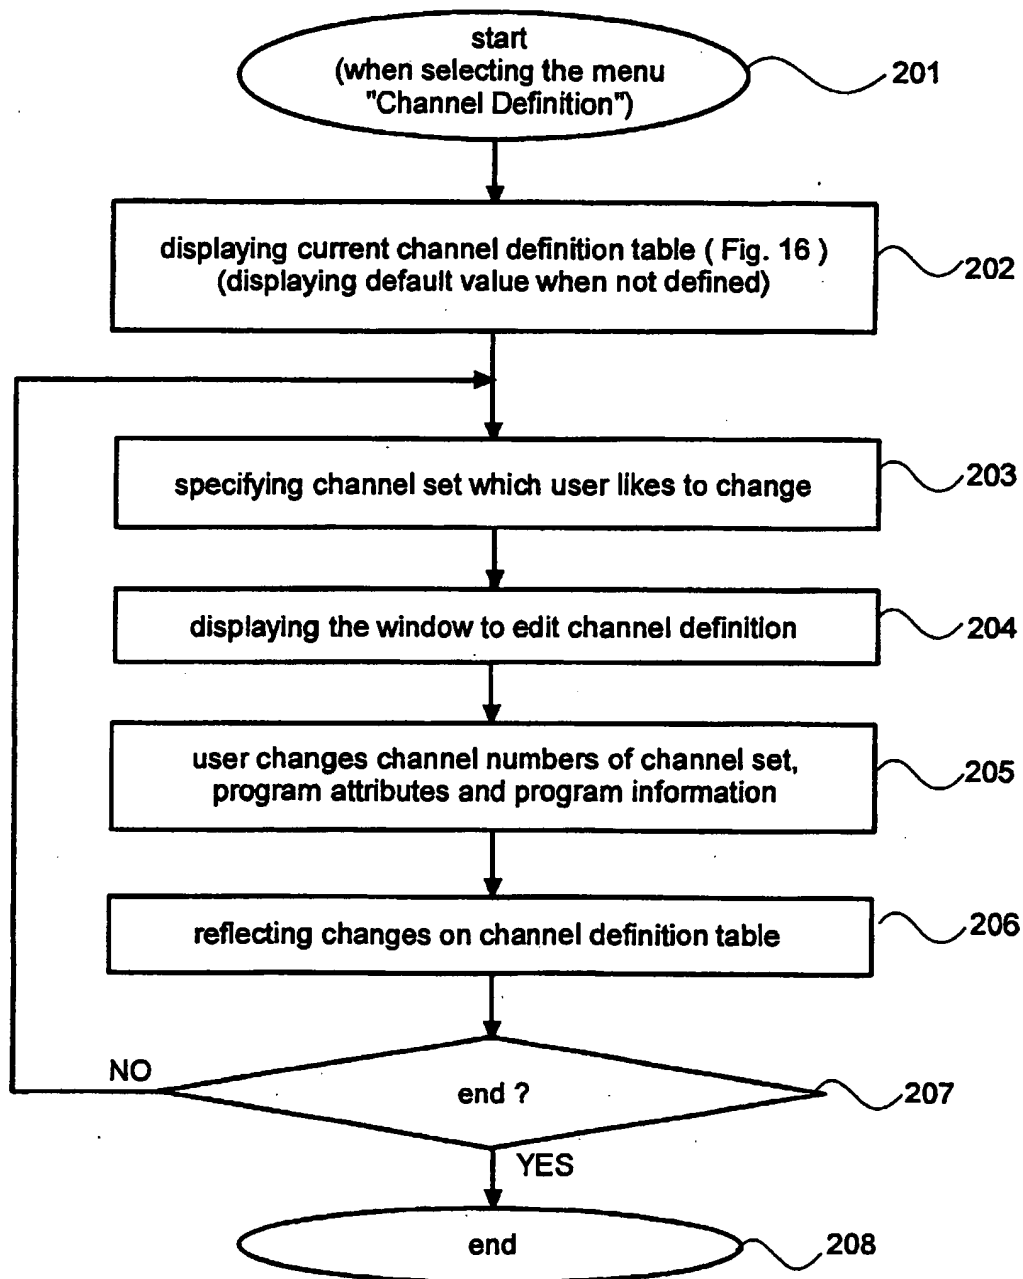 start
(when selecting the menu
"Channel Definition")
201
displaying current channel definition table ( Fig. 16 )
(displaying default value when not defined)
202
specifying channel set which user likes to change
203
displaying the window to edit channel definition
204
user changes channel numbers of channel set,
program attributes and program information
205
reflecting changes on channel definition table
206
NO
end ?
207
YES
end
208